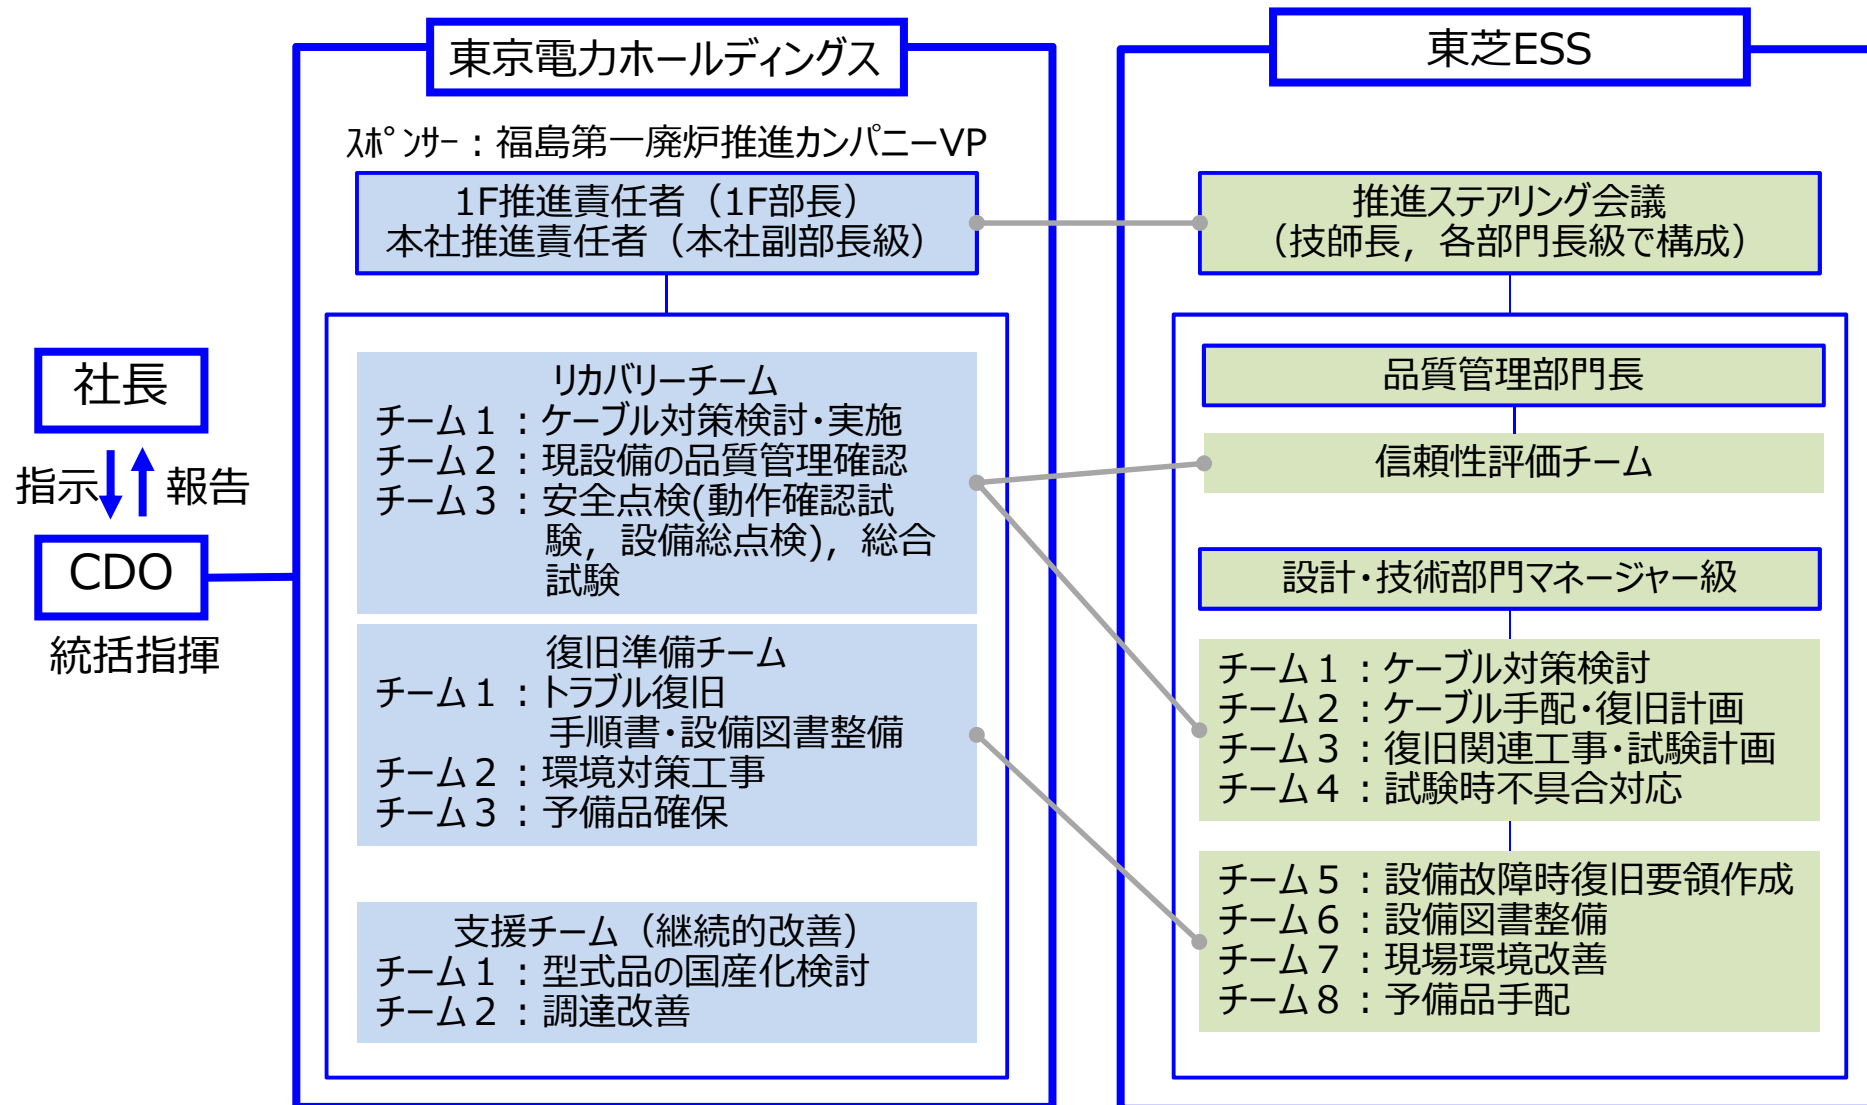 東京電力ホールディングス
スポンサー：福島第一廃炉推進カンパニーVP
1F推進責任者（1F部長）
本社推進責任者（本社副部長級）
社長
指示
報告
CDO
統括指揮
リカバリーチーム
チーム１：ケーブル対策検討・実施
チーム２：現設備の品質管理確認
チーム３：安全点検(動作確認試
験，設備総点検)，総合
試験
復旧準備チーム
チーム１：トラブル復旧
手順書・設備図書整備
チーム２：環境対策工事
チーム３：予備品確保
支援チーム（継続的改善）
チーム１：型式品の国産化検討
チーム２：調達改善
東芝ESS
推進ステアリング会議
（技師長，各部門長級で構成）
品質管理部門長
信頼性評価チーム
設計・技術部門マネージャー級
チーム１：ケーブル対策検討
チーム２：ケーブル手配・復旧計画
チーム３：復旧関連工事・試験計画
チーム４：試験時不具合対応
チーム５：設備故障時復旧要領作成
チーム６：設備図書整備
チーム７：現場環境改善
チーム８：予備品手配